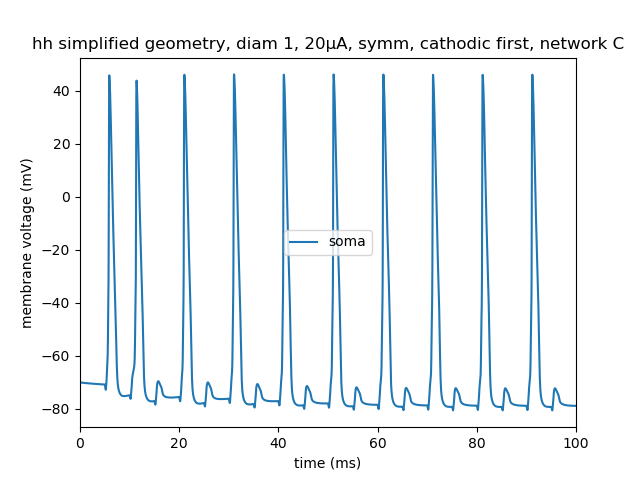 hh simplified geometry, diam 1, 20µA, symm, cathodic first, network C
membrane voltage (mV)
40
20
0
−20
−40
−60
−80
soma
0 20 40 60 80 100
time (ms)